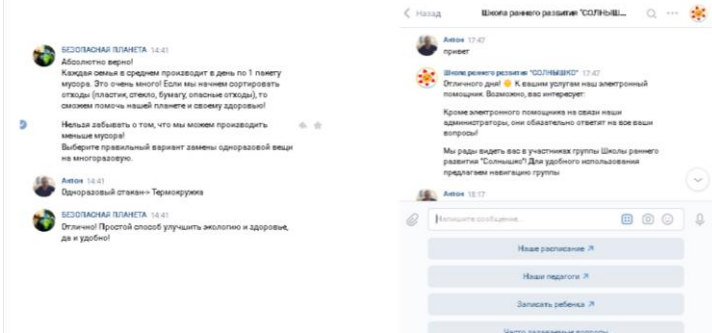 БЕЗОПАСНАЯ ПЛАНЕТА 14:41
Абсолютно верно!
Каждая семья в среднем производит в день по 1 пакету
мусора. Это очень много! Если мы начнем сортировать
отходы (пластик, стекло, бумагу, опасные отходы), то
сможем помочь нашей планете и своему здоровью!
Нельзя забывать о том, что мы можем производить
меньше мусора!
Выберите правильный вариант замены одноразовой вещи
на многоразовую.
Антон 14:41
Одноразовый стакан-> Термокружка
БЕЗОПАСНАЯ ПЛАНЕТА 14:41
Отлично! Простой способ улучшить экологию и здоровье,
да и удобно!
Назад
Школа раннего развития "СОЛНЫШ...
Антон 17:47
привет
Школа раннего развития "СОЛНЫШКО" 17:47
Отличного дня! К вашим услугам наш электронный
помощник. Возможно, вас интересует:
Кроме электронного помощника на связи наши
администраторы, они обязательно ответят на все ваши
вопросы!
Мы рады видеть вас в участниках группы Школы раннего
развития "Солнышко"! Для удобного использования
предлагаем навигацию группы
Антон 18:17
Напишите сообщение...
Наше расписание
Наши педагоги
Записать ребенка
Часто задаваемые вопросы